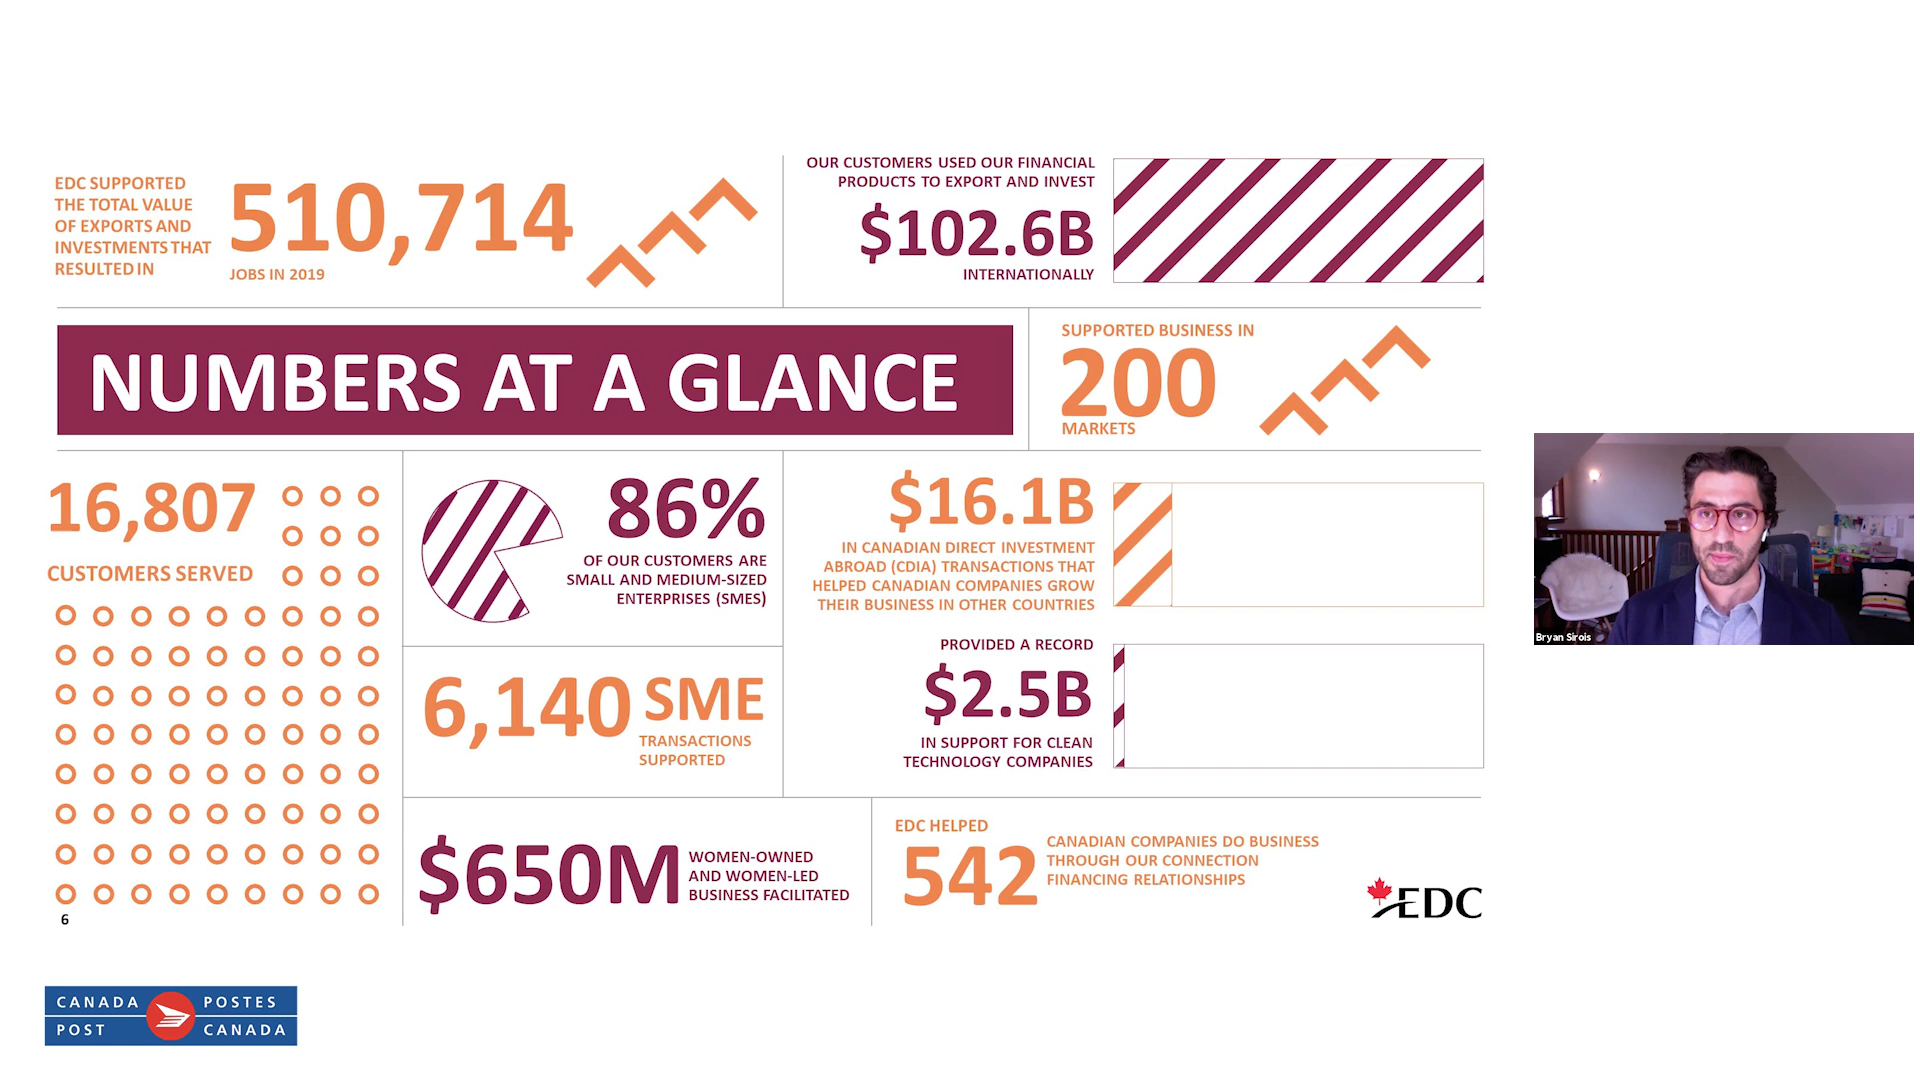 EDC SUPPORTED
THE TOTAL VALUE
OF EXPORTS AND
INVESTMENTS THAT
RESULTED IN
510,714
JOBS IN 2019
OUR CUSTOMERS USED OUR FINANCIAL
PRODUCTS TO EXPORT AND INVEST
$102.6B
INTERNATIONALLY
NUMBERS AT A GLANCE
SUPPORTED BUSINESS IN
200
MARKETS
16,807
CUSTOMERS SERVED
86%
OF OUR CUSTOMERS ARE
SMALL AND MEDIUM-SIZED
ENTERPRISES (SMES)
$16.1B
IN CANADIAN DIRECT INVESTMENT
ABROAD (CDIA) TRANSACTIONS THAT
HELPED CANADIAN COMPANIES GROW
THEIR BUSINESS IN OTHER COUNTRIES
6,140 SME
TRANSACTIONS
SUPPORTED
PROVIDED A RECORD
$2.5B
IN SUPPORT FOR CLEAN
TECHNOLOGY COMPANIES
$650M
WOMEN-OWNED
AND WOMEN-LED
BUSINESS FACILITATED
EDC HELPED
542
CANADIAN COMPANIES DO BUSINESS
THROUGH OUR CONNECTION
FINANCING RELATIONSHIPS
EDC
6
Bryan Sirois
CANADA POSTES
POST CANADA